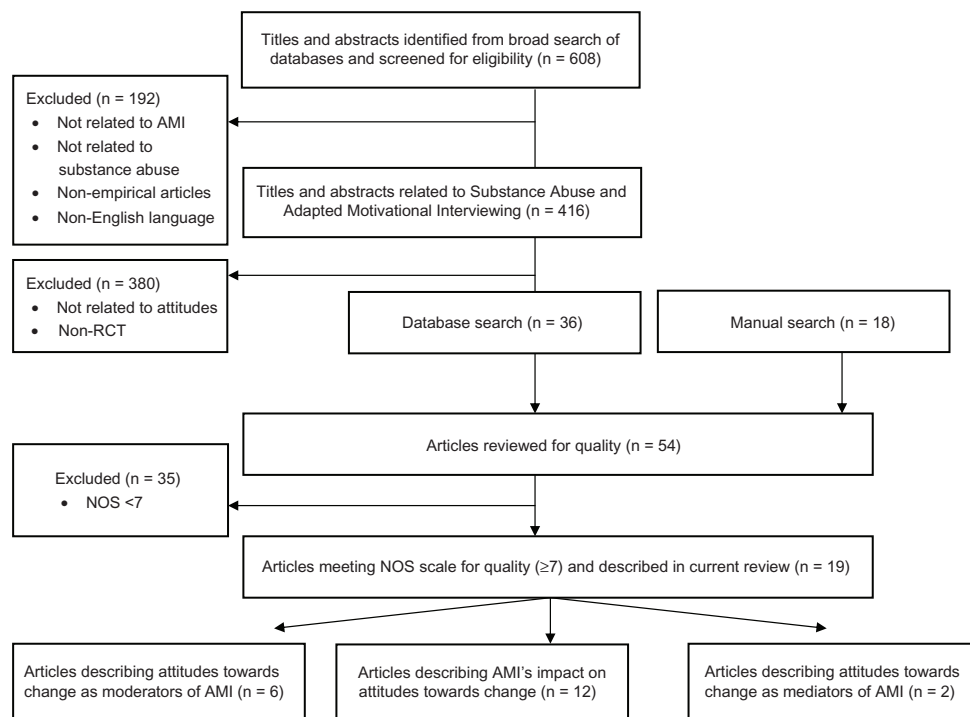 Titles and abstracts identified from broad search of
databases and screened for eligibility (n = 608)
Excluded (n = 192)
• Not related to AMI
• Not related to
substance abuse
• Non-empirical articles
• Non-English language
Titles and abstracts related to Substance Abuse and
Adapted Motivational Interviewing (n = 416)
Excluded (n = 380)
• Not related to attitudes
• Non-RCT
Database search (n = 36)
Manual search (n = 18)
Articles reviewed for quality (n = 54)
Excluded (n = 35)
• NOS <7
Articles meeting NOS scale for quality (≥7) and described in current review (n = 19)
Articles describing attitudes towards
change as moderators of AMI (n = 6)
Articles describing AMI's impact on
attitudes towards change (n = 12)
Articles describing attitudes towards
change as mediators of AMI (n = 2)